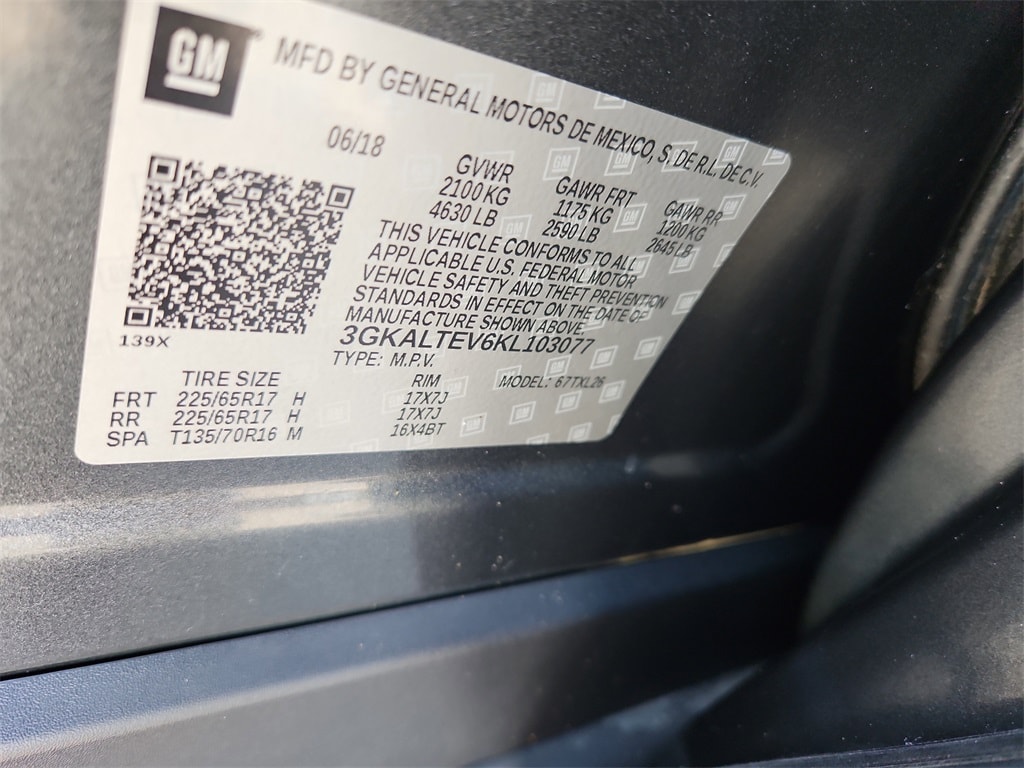 GM
MFD BY GENERAL MOTORS DE MEXICO, S. DE R.L. DE C.V.
06/18
GVWR GAWR FRT GAWR RR
2100 KG 1175 KG 1200 KG
4630 LB 2590 LB 2645 LB
THIS VEHICLE CONFORMS TO ALL
APPLICABLE U.S. FEDERAL MOTOR
VEHICLE SAFETY AND THEFT PREVENTION
STANDARDS IN EFFECT ON THE DATE OF
MANUFACTURE SHOWN ABOVE.
3GKALTEV6KL103077
139X
TYPE: M.P.V. MODEL: 67TXL26
TIRE SIZE RIM
FRT 225/65R17 H 17X7J
RR 225/65R17 H 17X7J
SPA T135/70R16 M 16X4BT